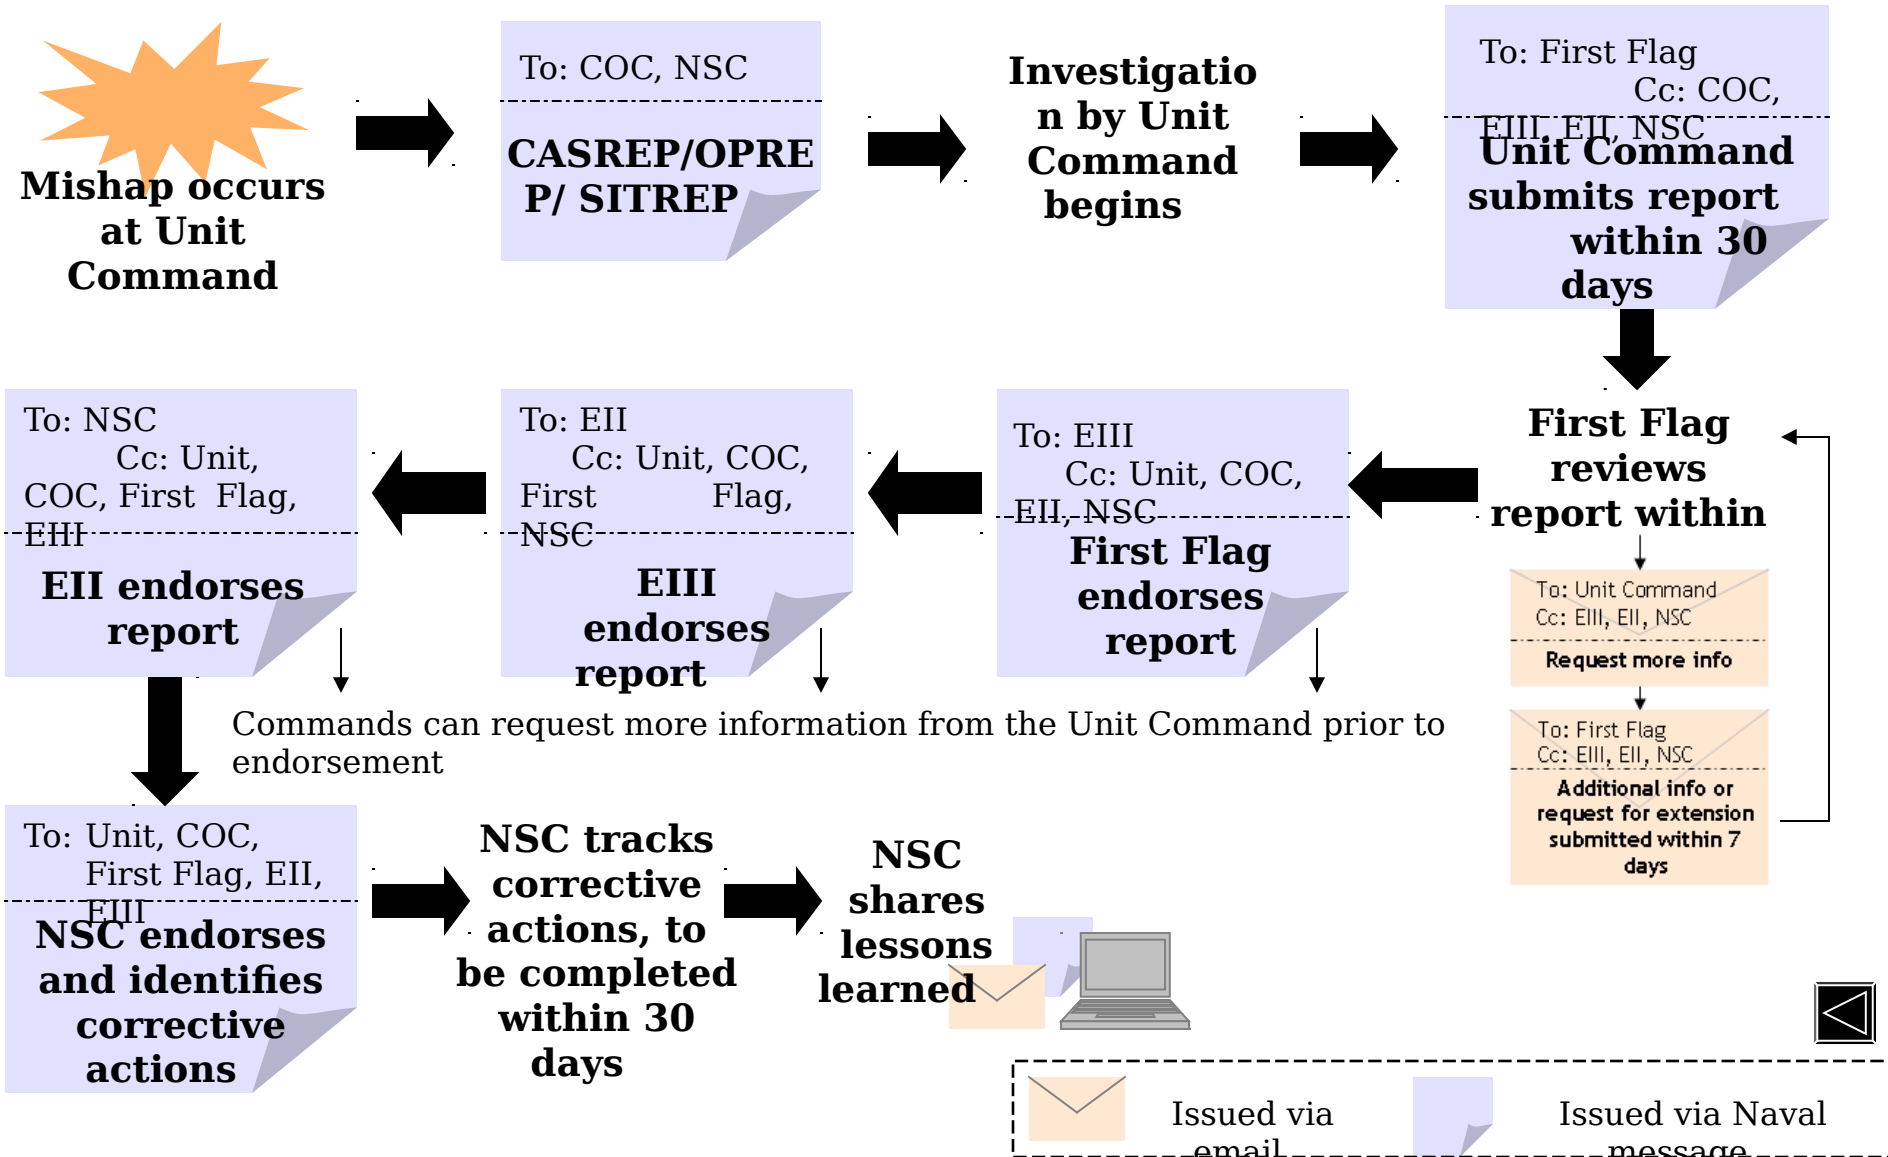 Mishap occurs
at Unit
Command
To: COC, NSC
CASREP/OPRE
P/ SITREP
Investigatio
n by Unit
Command
begins
To: First Flag
Cc: COC,
EIII, EII, NSC
Unit Command
submits report
within 30
days
First Flag
reviews
report within
To: Unit Command
Cc: EIII, EII, NSC
Request more info
To: First Flag
Cc: EIII, EII, NSC
Additional info or
request for extension
submitted within 7
days
To: EIII
Cc: Unit, COC,
EII, NSC
First Flag
endorses
report
To: EII
Cc: Unit, COC,
First Flag,
NSC
EIII
endorses
report
To: NSC
Cc: Unit,
COC, First Flag,
EIII
EII endorses
report
Commands can request more information from the Unit Command prior to
endorsement
To: Unit, COC,
First Flag, EII,
EIII
NSC endorses
and identifies
corrective
actions
NSC tracks
corrective
actions, to
be completed
within 30
days
NSC
shares
lessons
learned
Issued via
email
Issued via Naval
message